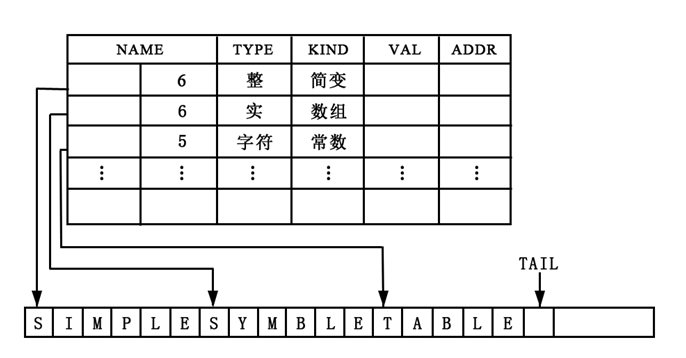 NAME TYPE KIND VAL ADDR
6 整 简变
6 实 数组
5 字符 常数
⋮ ⋮ ⋮ ⋮ ⋮ ⋮
TAIL
S I M P L E S Y M B L E T A B L E